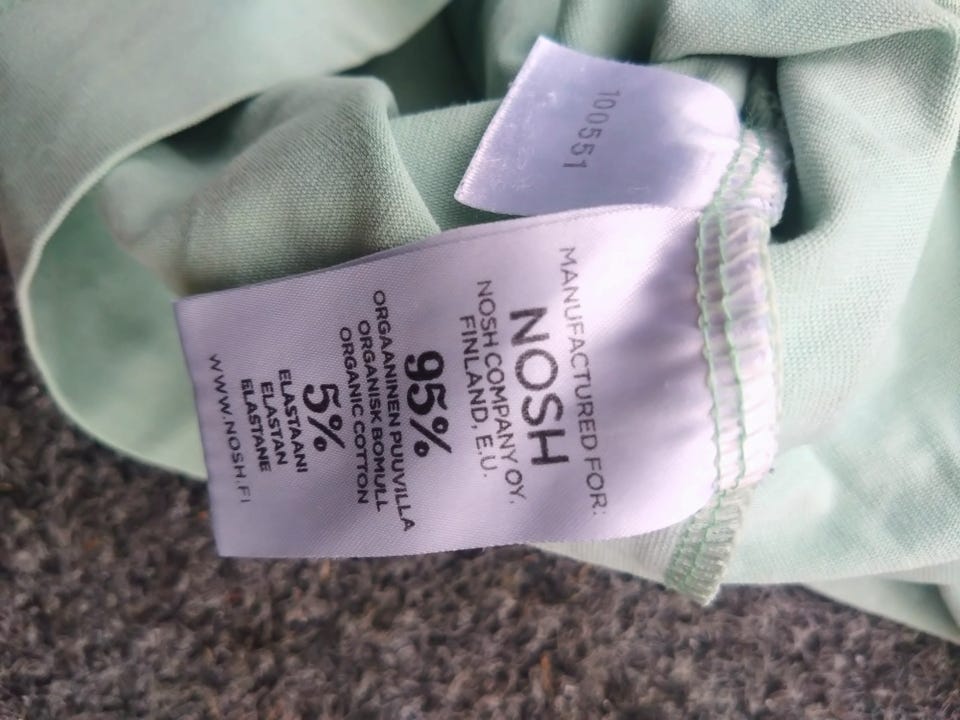 100551
MANUFACTURED FOR:
NOSH
NOSH COMPANY OY.
FINLAND, E.U.
95%
ORGAANINEN PUUVILLA
ORGANISK BOMULL
ORGANIC COTTON
5%
ELASTAANI
ELASTAN
ELASTANE
WWW.NOSH.FI